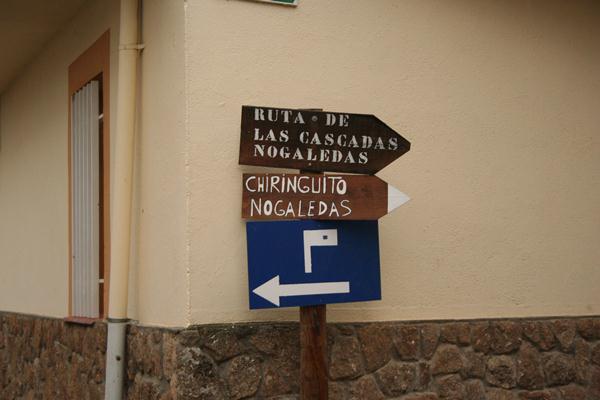 RUTA DE
LAS CASCADAS
NOGALEDAS
CHIRINGUITO
NOGALEDAS
P